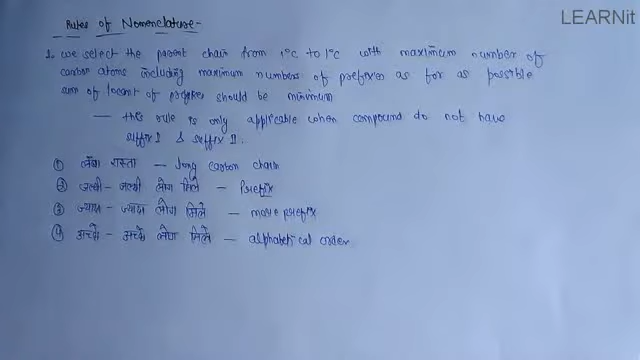 LEARNit
Rules of Nomenclature-
1. we select the parent chain from 1°C to 1°C with maximum number of
carbon atoms including maximum numbers of prefixes as for as possible
sum of locant of prefixes should be minimum
— this rule is only applicable when compound do not have
suffix I & suffix II.
① लंबा रास्ता — long carbon chain
② जल्दी - जल्दी लोग मिले — Prefix
③ ज्यादा - ज्यादा लोग मिले — more prefix
④ अच्छे - अच्छे लोग मिले — alphabetical order